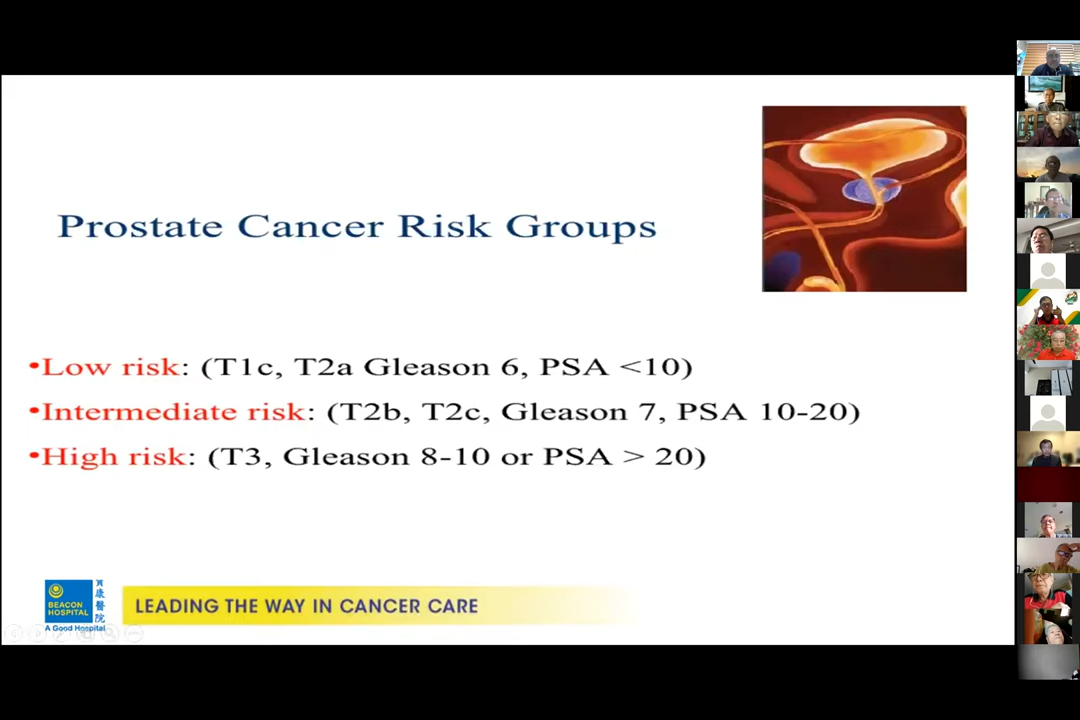 Prostate Cancer Risk Groups
•Low risk: (T1c, T2a Gleason 6, PSA <10)
•Intermediate risk: (T2b, T2c, Gleason 7, PSA 10-20)
•High risk: (T3, Gleason 8-10 or PSA > 20)
BEACON
HOSPITAL
A Good Hospital
LEADING THE WAY IN CANCER CARE